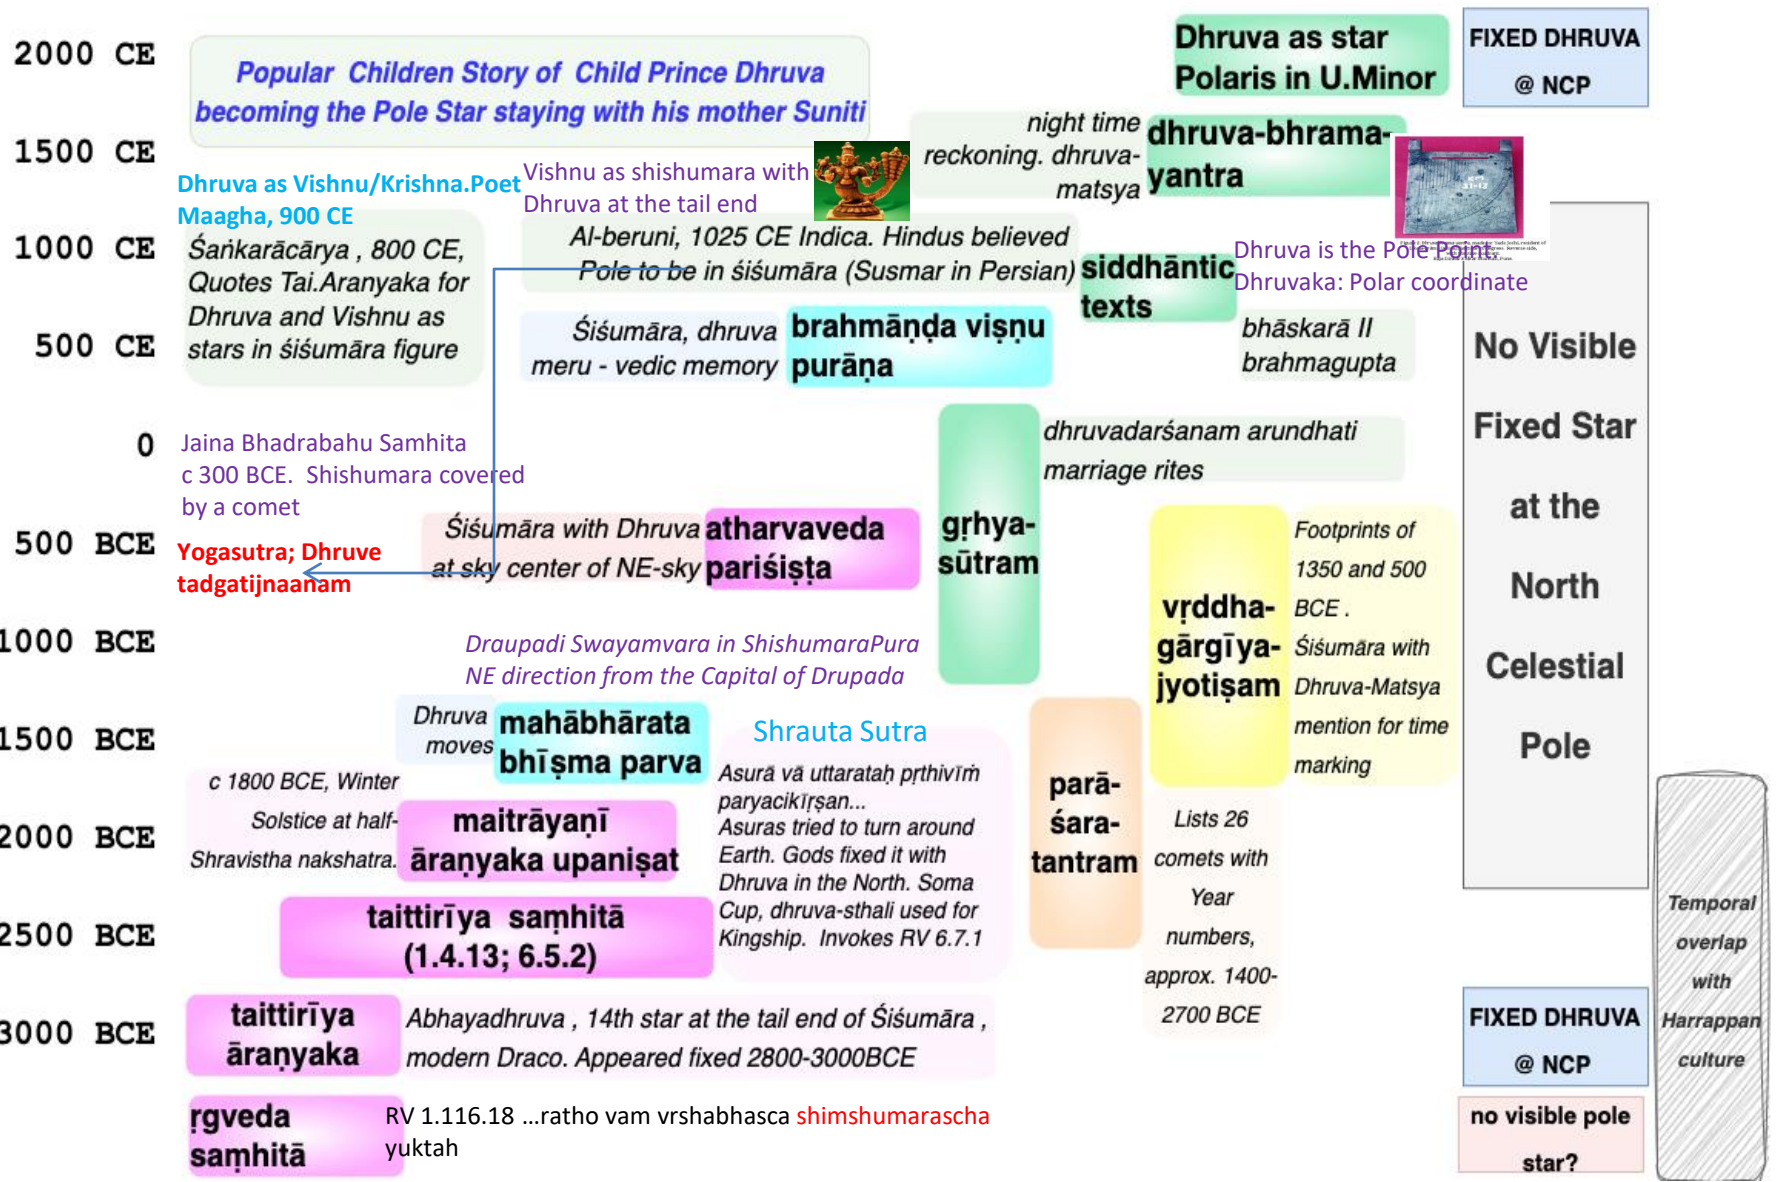 2000 CE
Popular Children Story of Child Prince Dhruva
becoming the Pole Star staying with his mother Suniti
Dhruva as star
Polaris in U.Minor
FIXED DHRUVA
@ NCP
1500 CE
night time
reckoning. dhruva-
matsya
dhruva-bhrama-
yantra
Dhruva as Vishnu/Krishna.Poet
Maagha, 900 CE
Vishnu as shishumara with
Dhruva at the tail end
1000 CE
Śaṅkarācārya , 800 CE,
Quotes Tai.Aranyaka for
Dhruva and Vishnu as
stars in śiśumāra figure
Al-beruni, 1025 CE Indica. Hindus believed
Pole to be in śiśumāra (Susmar in Persian)
siddhāntic
texts
Dhruva is the Pole Point,
Dhruvaka: Polar coordinate
500 CE
Śiśumāra, dhruva
meru - vedic memory
brahmāṇḍa viṣṇu
purāṇa
bhāskarā II
brahmagupta
No Visible
Fixed Star
at the
North
Celestial
Pole
0
Jaina Bhadrabahu Samhita
c 300 BCE. Shishumara covered
by a comet
gṛhya-
sūtram
dhruvadarśanam arundhati
marriage rites
500 BCE
Yogasutra; Dhruve
tadgatijnaanam
Śiśumāra with Dhruva
at sky center of NE-sky
atharvaveda
pariśiṣṭa
vṛddha-
gārgīya-
jyotiṣam
Footprints of
1350 and 500
BCE .
Śiśumāra with
Dhruva-Matsya
mention for time
marking
1000 BCE
Draupadi Swayamvara in ShishumaraPura
NE direction from the Capital of Drupada
1500 BCE
Dhruva
moves
mahābhārata
bhīṣma parva
Shrauta Sutra
Asurā vā uttarataḥ pṛthivīṁ
paryacikīrṣan...
Asuras tried to turn around
Earth. Gods fixed it with
Dhruva in the North. Soma
Cup, dhruva-sthali used for
Kingship. Invokes RV 6.7.1
parā-
śara-
tantram
Lists 26
comets with
Year
numbers,
approx. 1400-
2700 BCE
c 1800 BCE, Winter
Solstice at half-
Shravistha nakshatra.
2000 BCE
maitrāyaṇī
āraṇyaka upaniṣat
2500 BCE
taittirīya saṃhitā
(1.4.13; 6.5.2)
Temporal
overlap
with
Harrappan
culture
3000 BCE
taittirīya
āraṇyaka
Abhayadhruva , 14th star at the tail end of Śiśumāra ,
modern Draco. Appeared fixed 2800-3000BCE
FIXED DHRUVA
@ NCP
ṛgveda
saṃhitā
RV 1.116.18 ...ratho vam vrshabhasca shimshumarascha
yuktah
no visible pole
star?